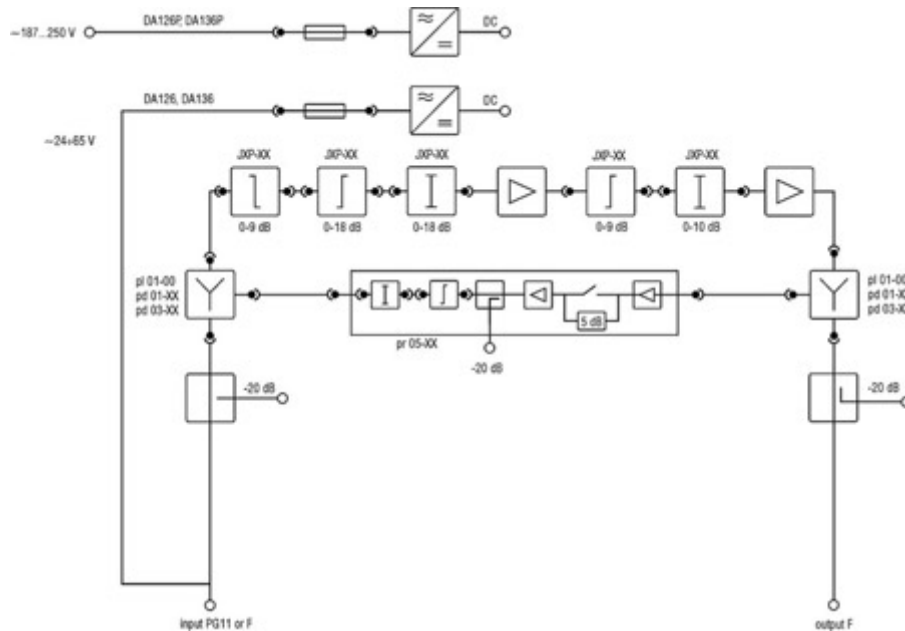 DA126P, DA136P
~187...250 V
DC
DA126, DA136
DC
~24÷65 V
JXP-XX
JXP-XX
JXP-XX
JXP-XX
JXP-XX
0-9 dB
0-18 dB
0-18 dB
0-9 dB
0-10 dB
pl 01-00
pd 01-XX
pd 03-XX
5 dB
pr 05-XX
-20 dB
pl 01-00
pd 01-X
pd 03-X
-20 dB
-20 dB
input PG11 or F
output F